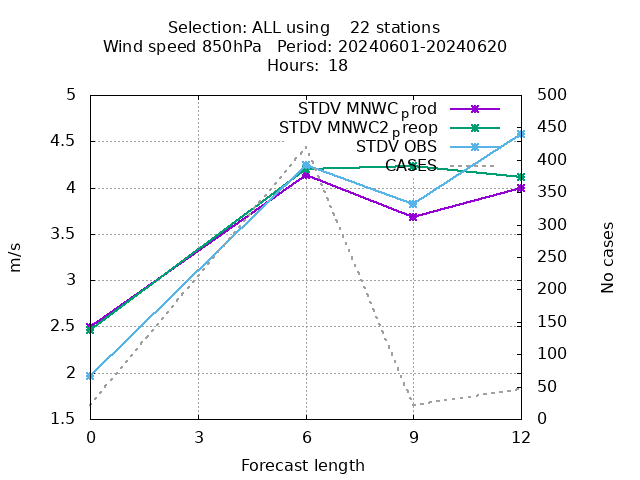 Selection: ALL using    22 stations
Wind speed 850hPa   Period: 20240601-20240620
Hours:  18
STDV MNWC_prod
STDV MNWC2_preop
STDV OBS
CASES
5
4.5
4
3.5
3
2.5
2
1.5
500
450
400
350
300
250
200
150
100
50
0
m/s
No cases
0 3 6 9 12
Forecast length